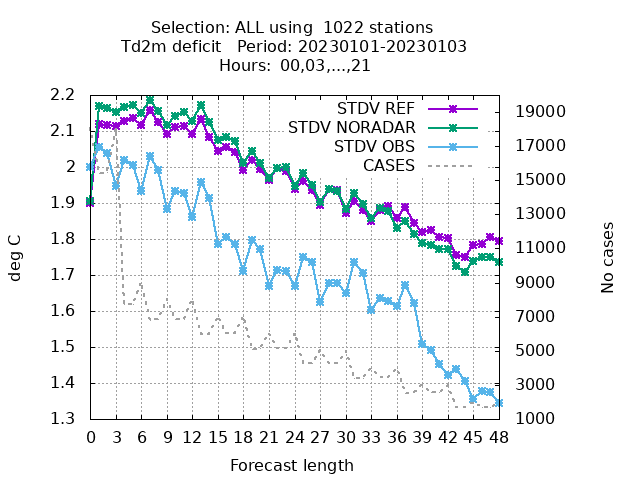 Selection: ALL using  1022 stations
Td2m deficit   Period: 20230101-20230103
Hours:  00,03,...,21
STDV REF
STDV NORADAR
STDV OBS
CASES
2.2
2.1
2
1.9
1.8
1.7
1.6
1.5
1.4
1.3
19000
17000
15000
13000
11000
9000
7000
5000
3000
1000
deg C
No cases
0 3 6 9 12 15 18 21 24 27 30 33 36 39 42 45 48
Forecast length